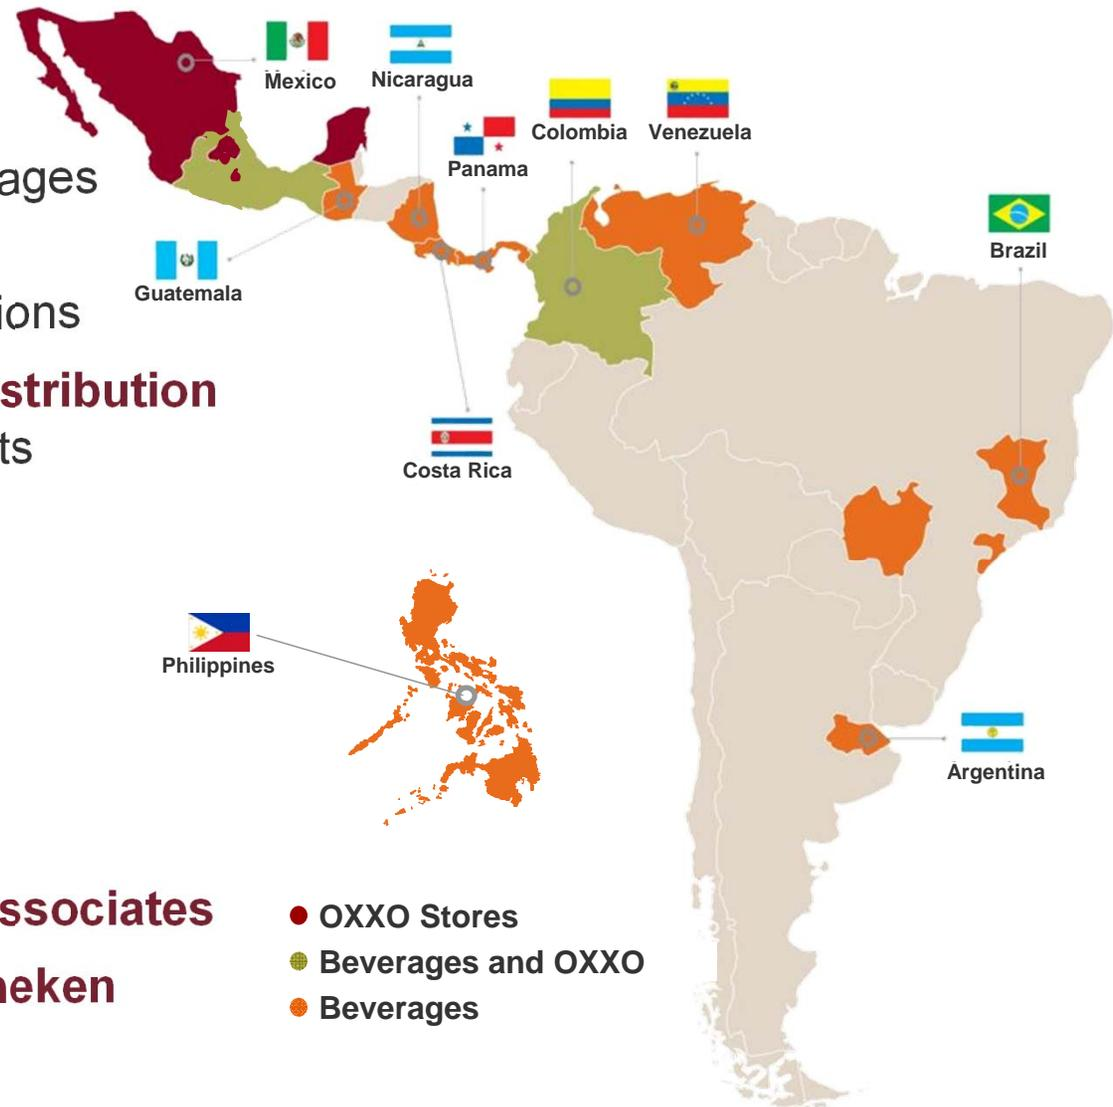 Mexico
Nicaragua
Colombia
Venezuela
Panama
ages
Brazil
Guatemala
ions
stribution
ts
Costa Rica
Philippines
Argentina
ssociates
OXXO Stores
Beverages and OXXO
eken
Beverages